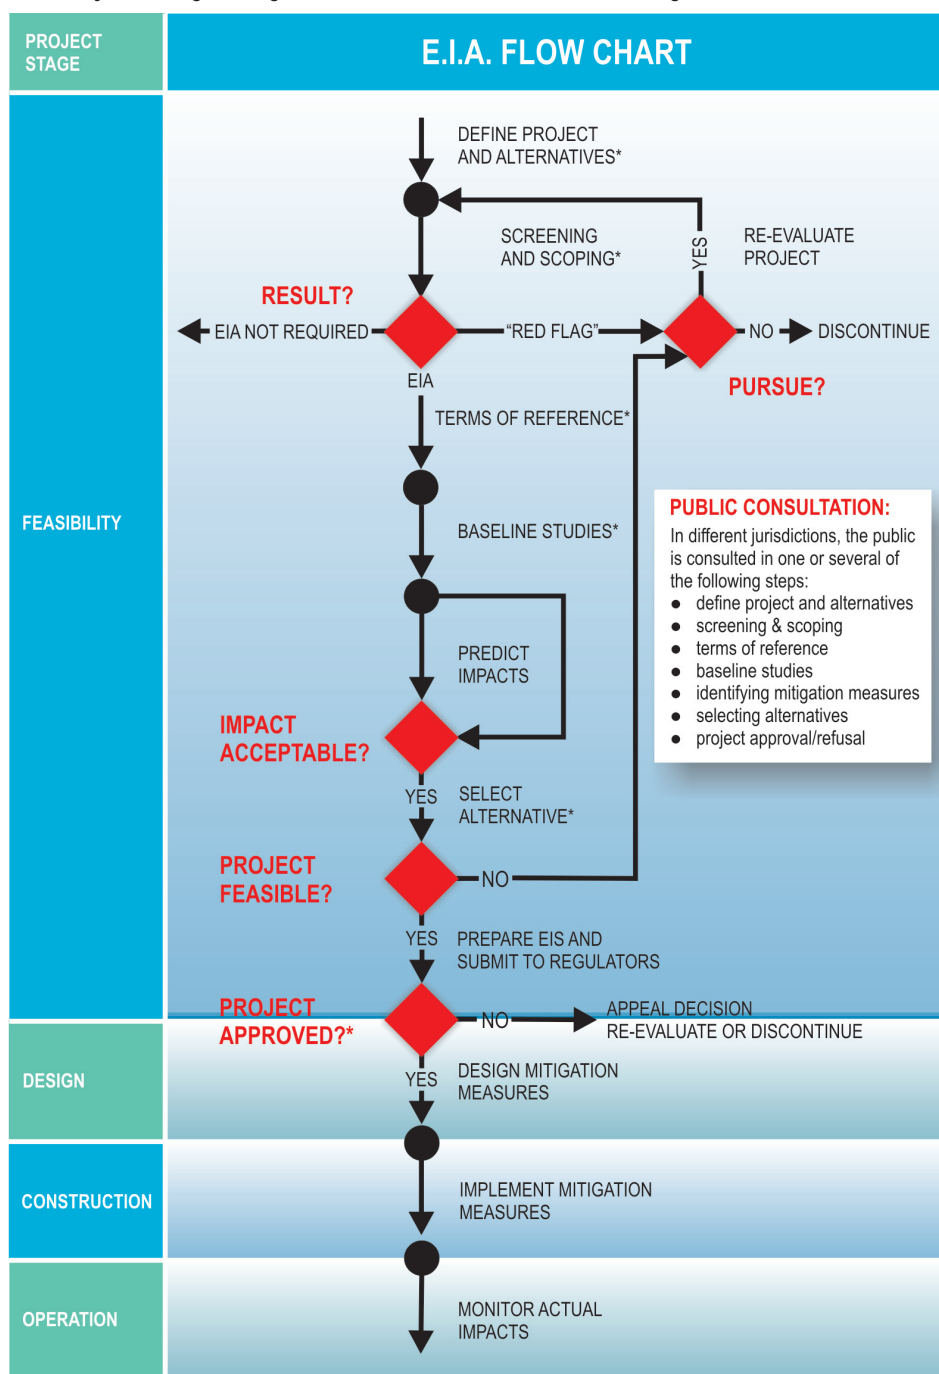 PROJECT
STAGE
E.I.A. FLOW CHART
DEFINE PROJECT
AND ALTERNATIVES*
SCREENING
AND SCOPING*
YES
RE-EVALUATE
PROJECT
RESULT?
EIA NOT REQUIRED
“RED FLAG”
NO
DISCONTINUE
PURSUE?
EIA
TERMS OF REFERENCE*
FEASIBILITY
BASELINE STUDIES*
PUBLIC CONSULTATION:
In different jurisdictions, the public
is consulted in one or several of
the following steps:
● define project and alternatives
● screening & scoping
● terms of reference
● baseline studies
● identifying mitigation measures
● selecting alternatives
● project approval/refusal
PREDICT
IMPACTS
IMPACT
ACCEPTABLE?
YES
SELECT
ALTERNATIVE*
PROJECT
FEASIBLE?
NO
YES
PREPARE EIS AND
SUBMIT TO REGULATORS
PROJECT
APPROVED?*
NO
APPEAL DECISION
RE-EVALUATE OR DISCONTINUE
DESIGN
YES
DESIGN MITIGATION
MEASURES
CONSTRUCTION
IMPLEMENT MITIGATION
MEASURES
OPERATION
MONITOR ACTUAL
IMPACTS